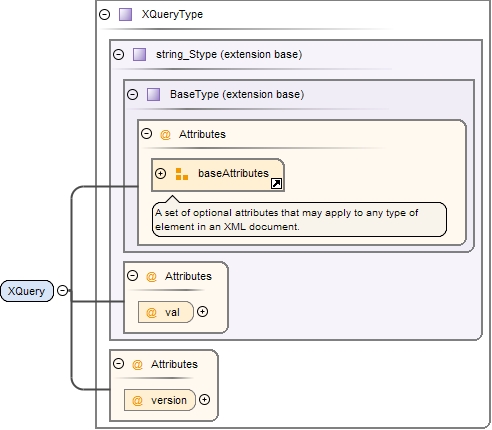 XQueryType
string_Stype (extension base)
BaseType (extension base)
@ Attributes
baseAttributes
A set of optional attributes that may apply to any type of
element in an XML document.
@ Attributes
XQuery
@ val
@ Attributes
@ version